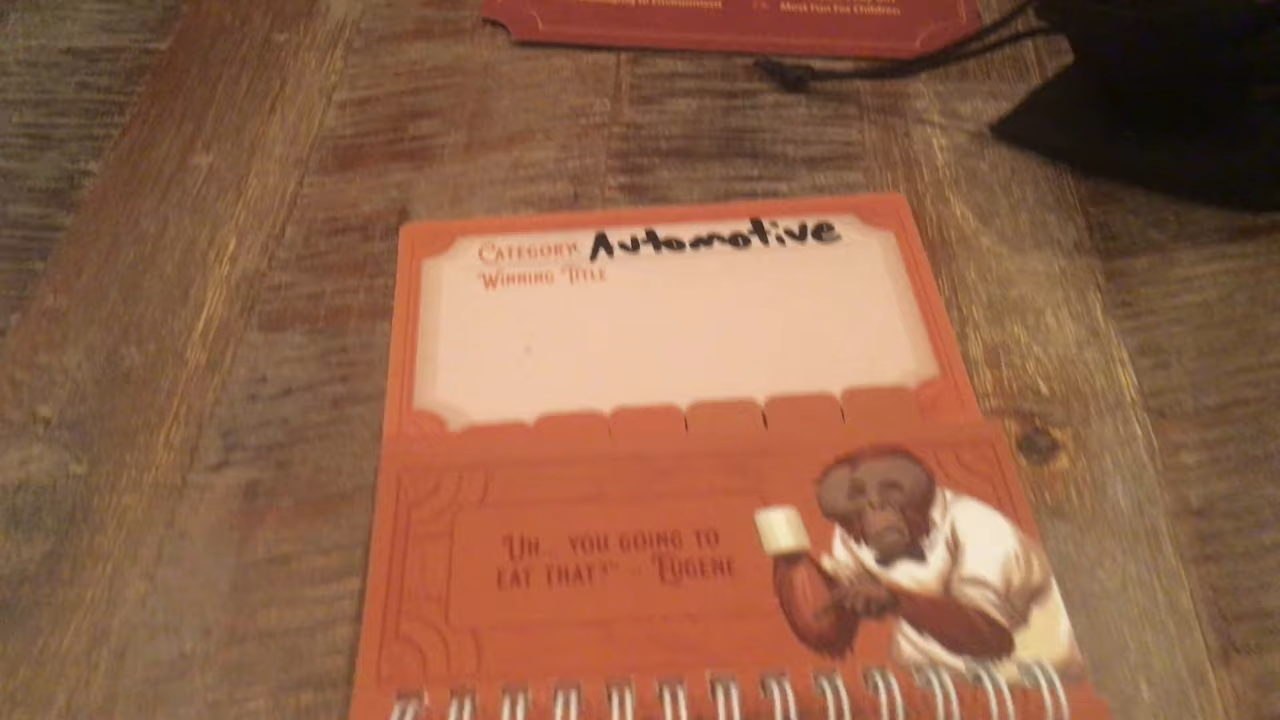 Most Fun For Children
CATEGORY: Automotive
WINNING TITLE
"UH... YOU GOING TO
EAT THAT?" - EUGENE